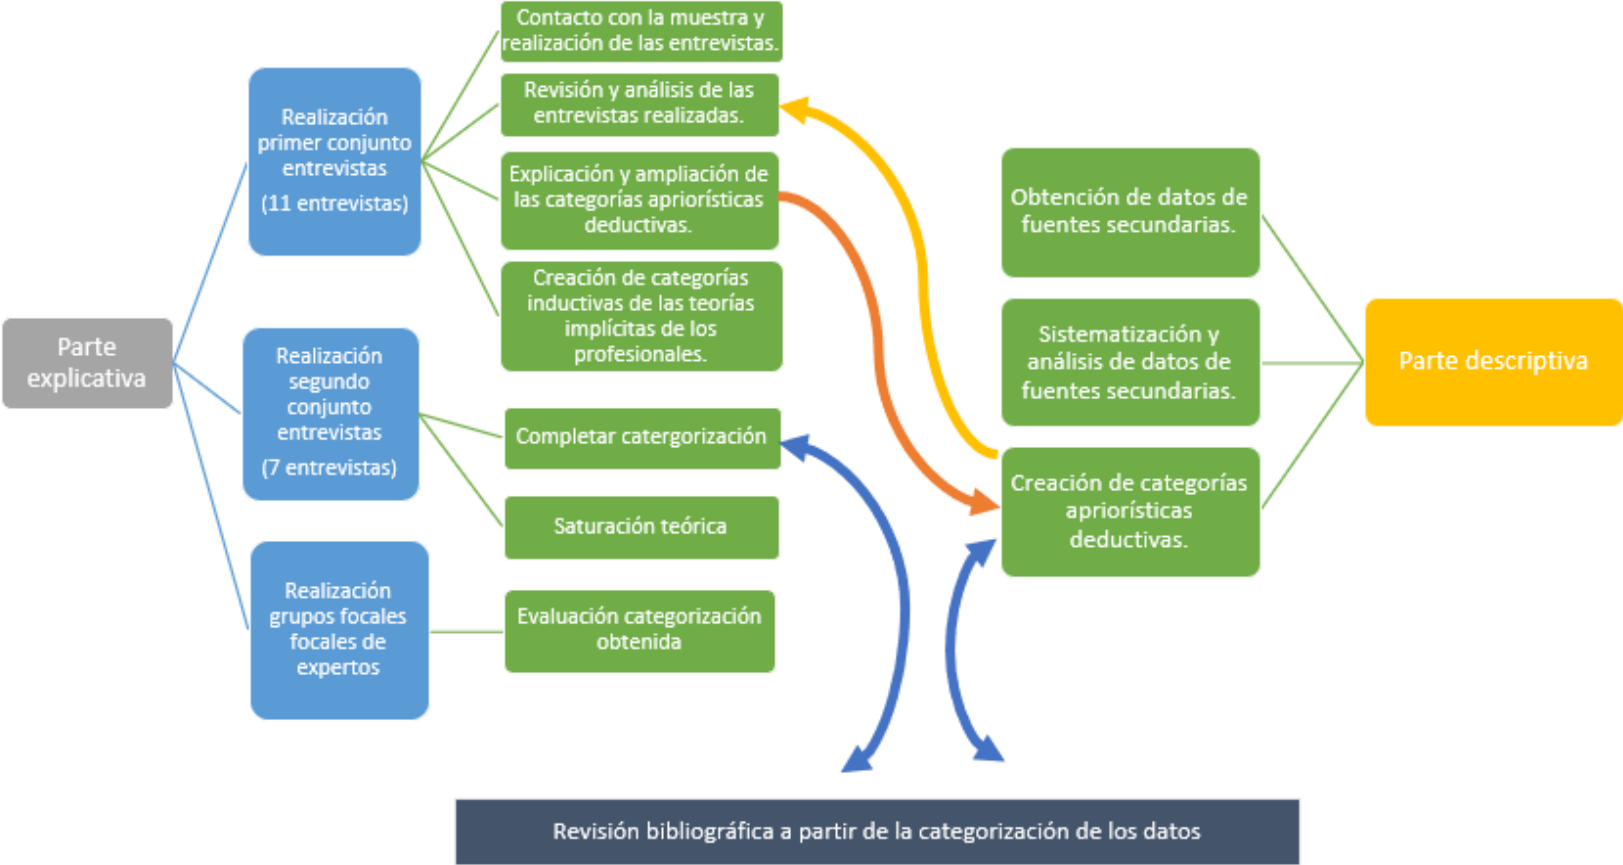 Parte
explicativa
Realización
primer conjunto
entrevistas
(11 entrevistas)
Contacto con la muestra y
realización de las entrevistas.
Revisión y análisis de las
entrevistas realizadas.
Explicación y ampliación de
las categorías apriorísticas
deductivas.
Creación de categorías
inductivas de las teorías
implícitas de los
profesionales.
Realización
segundo
conjunto
entrevistas
(7 entrevistas)
Completar catergorización
Saturación teórica
Realización
grupos focales
focales de
expertos
Evaluación categorización
obtenida
Obtención de datos de
fuentes secundarias.
Sistematización y
análisis de datos de
fuentes secundarias.
Creación de categorías
apriorísticas
deductivas.
Parte descriptiva
Revisión bibliográfica a partir de la categorización de los datos